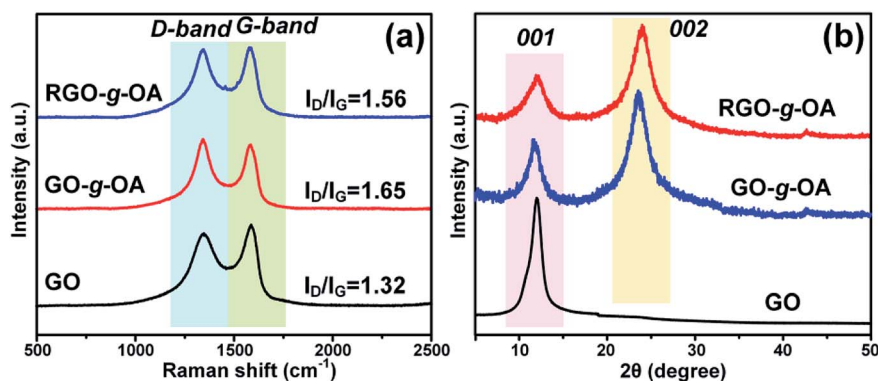 D-band G-band (a)
RGO-g-OA
I_D/I_G=1.56
GO-g-OA
I_D/I_G=1.65
GO
I_D/I_G=1.32
Intensity (a.u.)
500 1000 1500 2000 2500
Raman shift (cm⁻¹)
001 002 (b)
RGO-g-OA
GO-g-OA
GO
Intensity (a.u.)
10 20 30 40 50
2θ (degree)